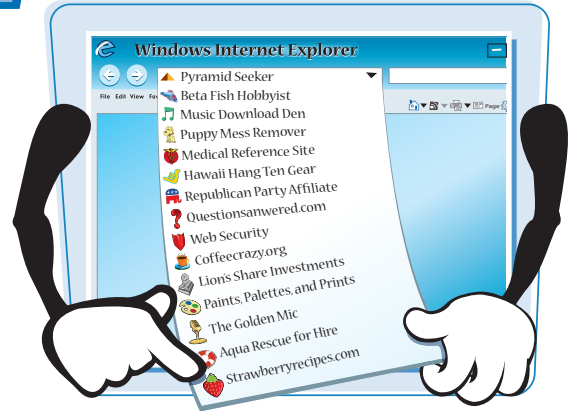 Windows Internet Explorer
Pyramid Seeker
File Edit View
Beta Fish Hobbyist
Page
Music Download Den
Puppy Mess Remover
Medical Reference Site
Hawaii Hang Ten Gear
Republican Party Affiliate
Questionsanwered.com
Web Security
Coffeecrazy.org
Lion's Share Investments
Paints, Palettes, and Prints
The Golden Mic
Aqua Rescue for Hire
Strawberryrecipes.com